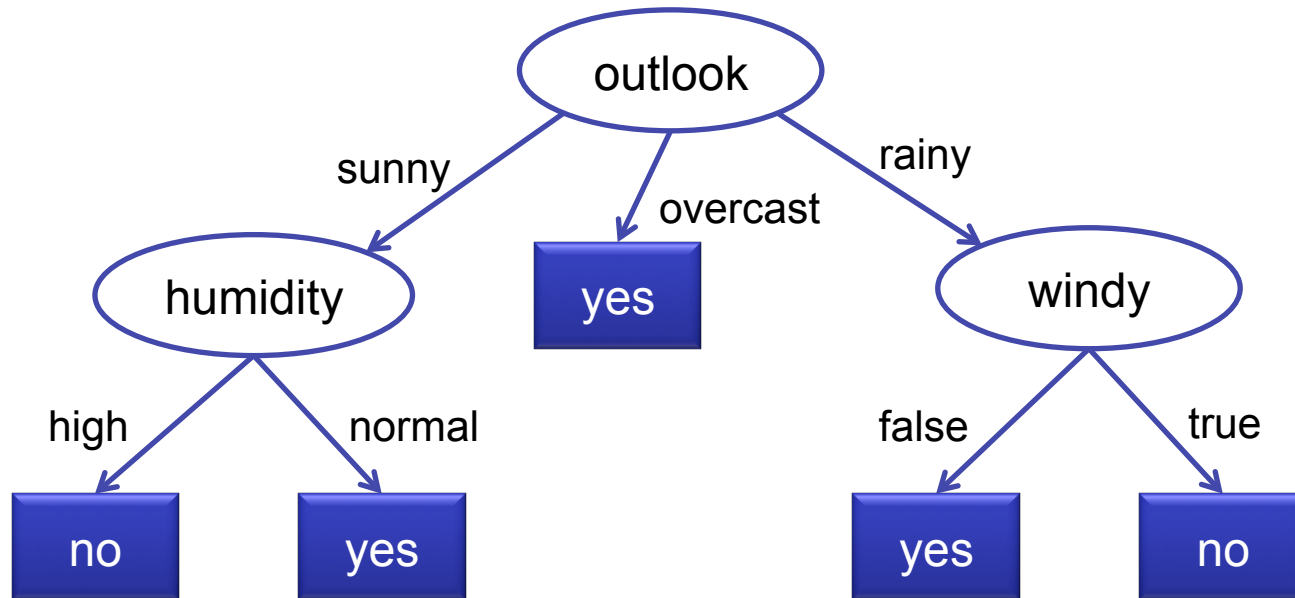 outlook
sunny
overcast
rainy
humidity
yes
windy
high
normal
false
true
no
yes
yes
no